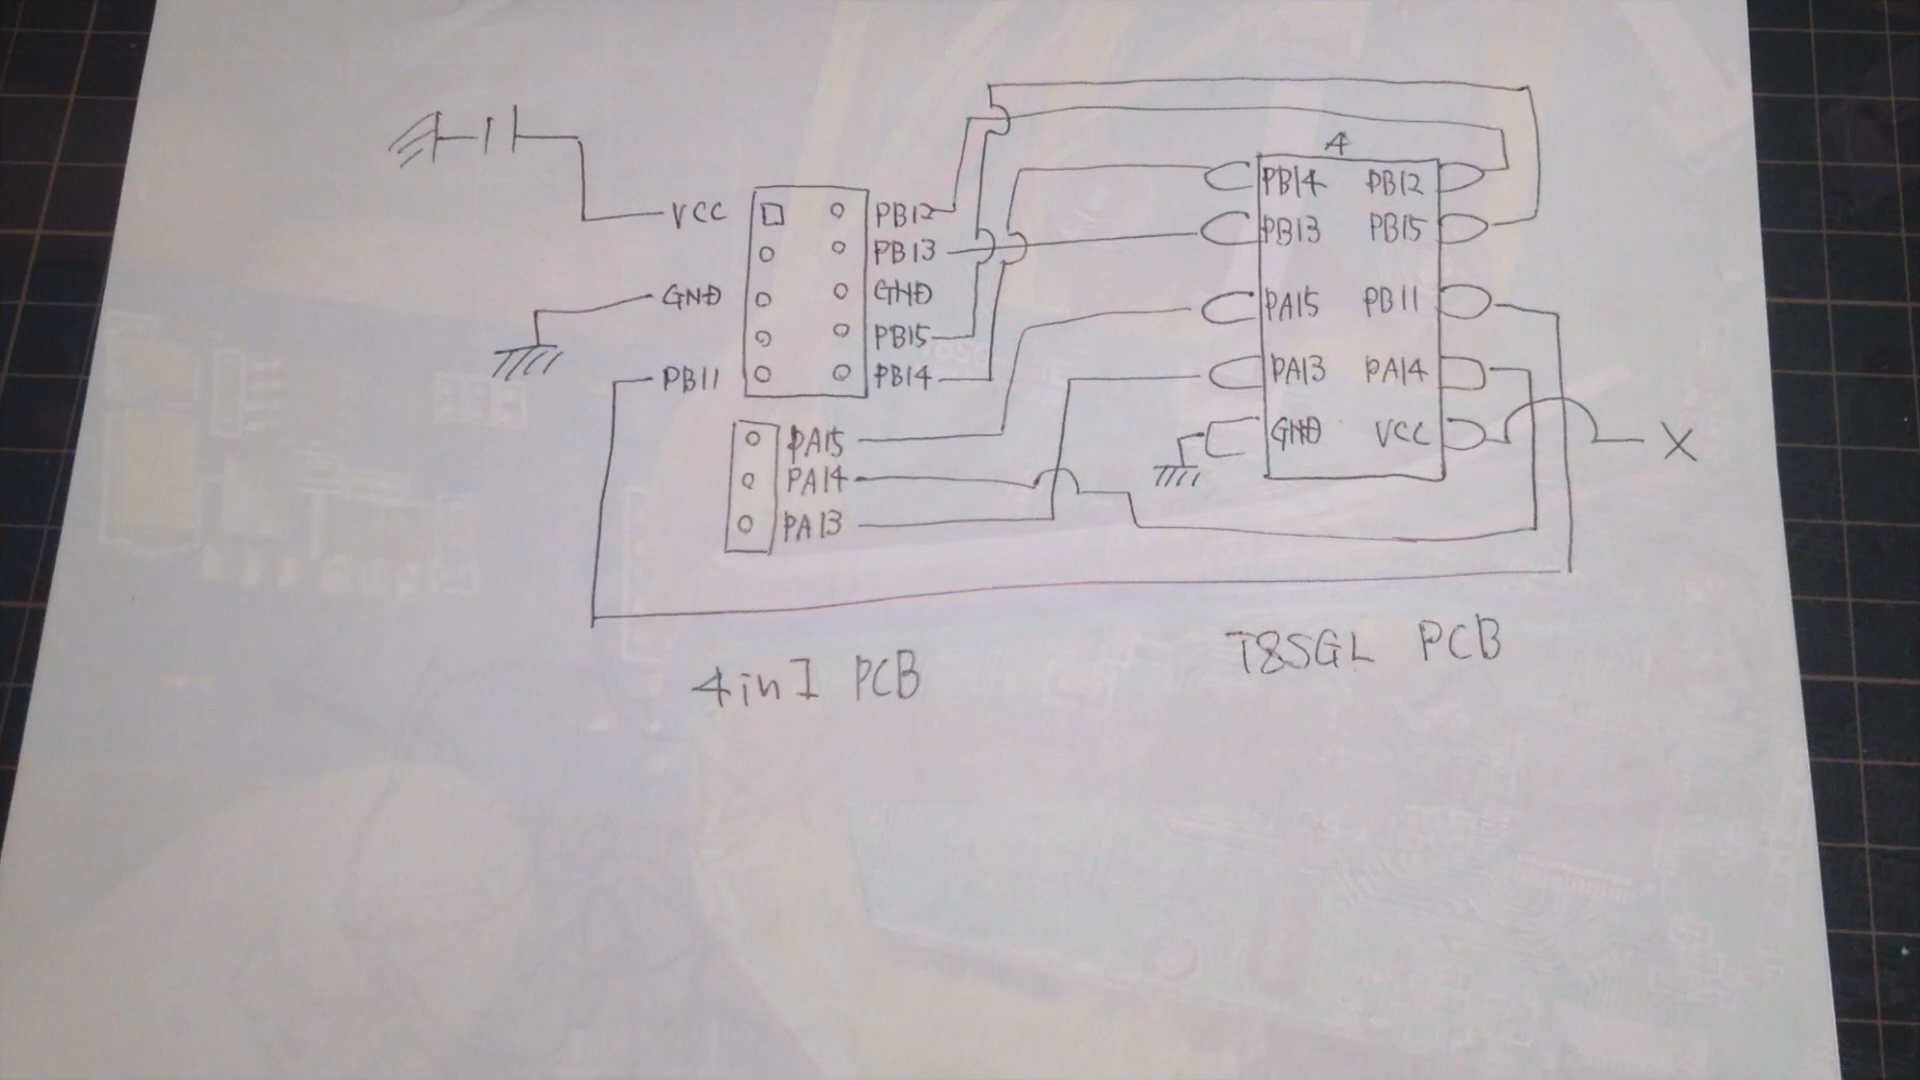 4
VCC PB12
PB13
GND GND
PB15
PB11 PB14
PA15
PA14
PA13
PB14 PB12
PB13 PB15
PA15 PB11
PA13 PA14
GND VCC X
4in1 PCB
T8SGL PCB